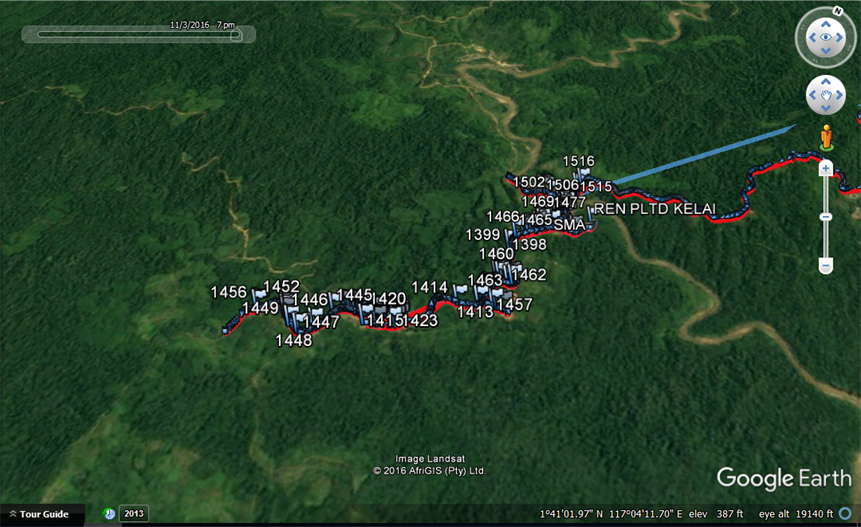 11/3/2016 7 pm
N
1516
1502 1506 1515
1469 1477
REN PLTD KELAI
1466 1465
SMA
1399
1398
1460
1462
1456
1452
1414
1463
1449
1446
1445
1420
1413
1457
1447
1415 1423
1448
Image Landsat
© 2016 AfriGIS (Pty) Ltd.
Google Earth
Tour Guide
2013
1°41'01.97" N 117°04'11.70" E elev 387 ft eye alt 19140 ft